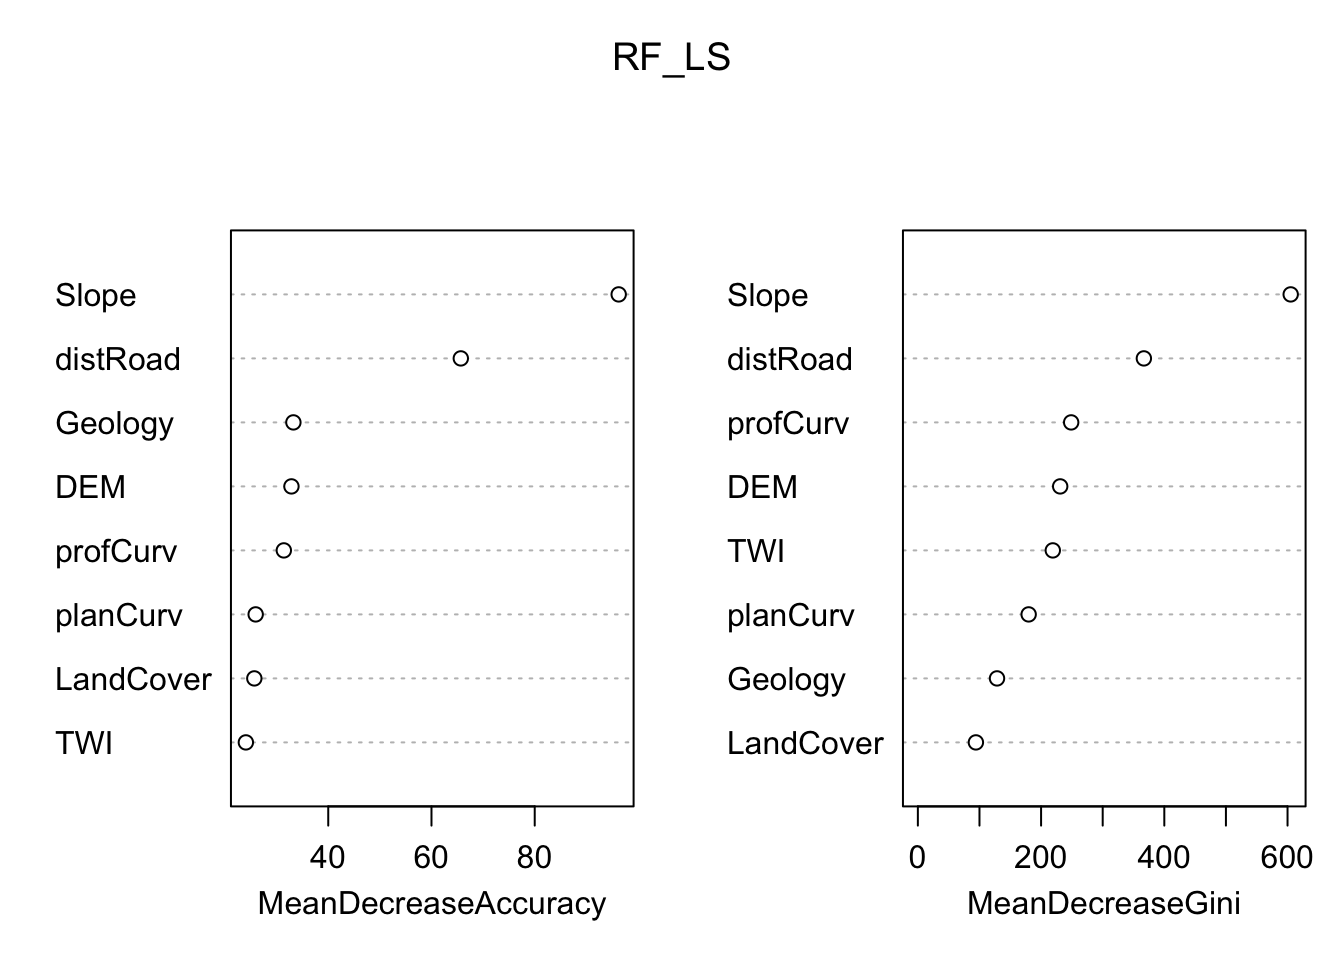 RF_LS
Slope
distRoad
Geology
DEM
profCurv
planCurv
LandCover
TWI
40 60 80
MeanDecreaseAccuracy
Slope
distRoad
profCurv
DEM
TWI
planCurv
Geology
LandCover
0 200 400 600
MeanDecreaseGini